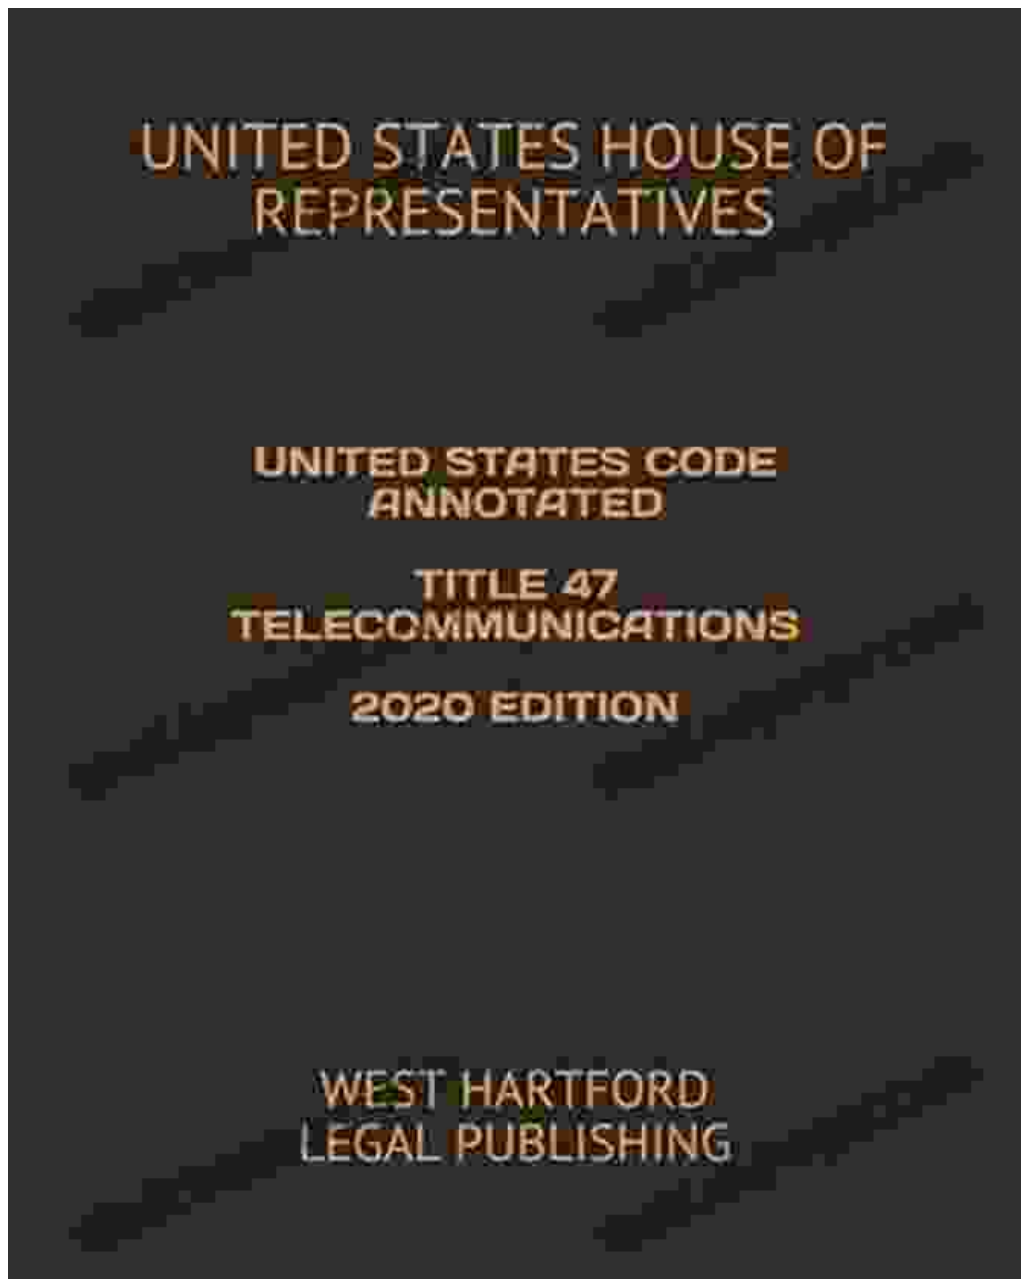 UNITED STATES HOUSE OF
REPRESENTATIVES
UNITED STATES CODE
ANNOTATED
TITLE 47
TELECOMMUNICATIONS
2020 EDITION
WEST HARTFORD
LEGAL PUBLISHING